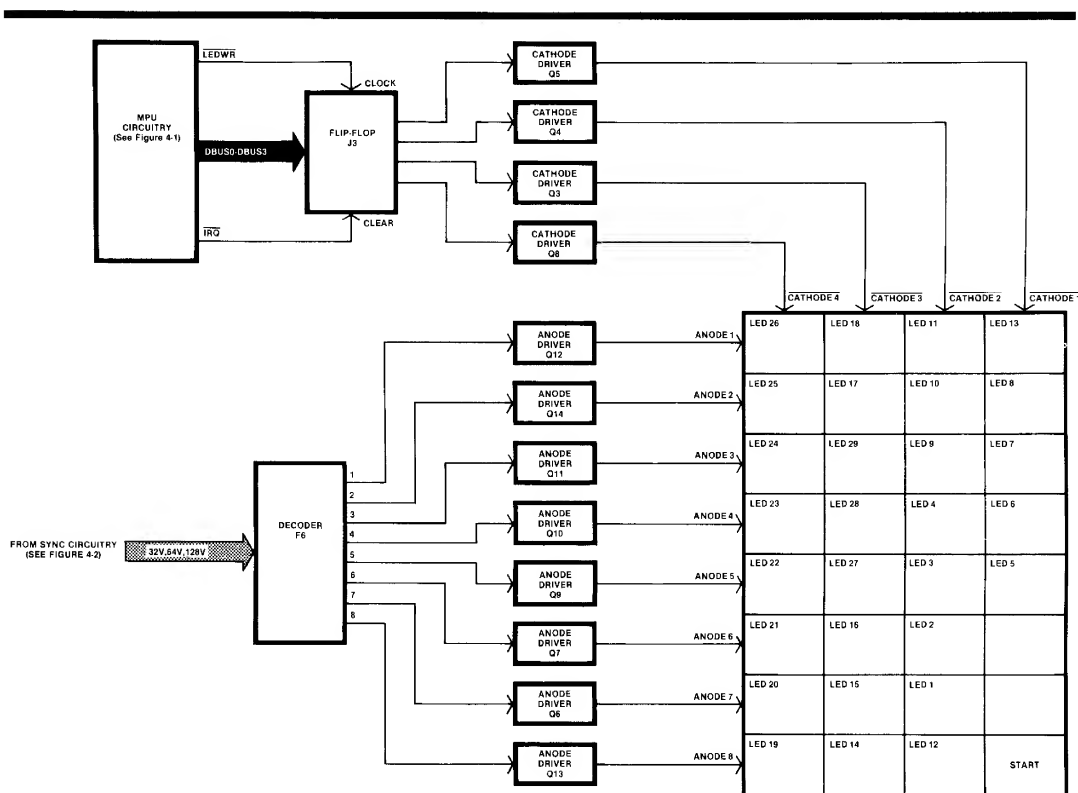 LEDWR
CLOCK
MPU
CIRCUITRY
(See Figure 4-1)
DBUS0-DBUS3
FLIP-FLOP
J3
IRQ
CLEAR
CATHODE
DRIVER
Q5
CATHODE
DRIVER
Q4
CATHODE
DRIVER
Q3
CATHODE
DRIVER
Q8
CATHODE 4
CATHODE 3
CATHODE 2
CATHODE 1
FROM SYNC CIRCUITRY
(SEE FIGURE 4-2)
32V,64V,128V
DECODER
F6
1
2
3
4
5
6
7
8
ANODE
DRIVER
Q12
ANODE
DRIVER
Q14
ANODE
DRIVER
Q11
ANODE
DRIVER
Q10
ANODE
DRIVER
Q9
ANODE
DRIVER
Q7
ANODE
DRIVER
Q6
ANODE
DRIVER
Q13
ANODE 1
ANODE 2
ANODE 3
ANODE 4
ANODE 5
ANODE 6
ANODE 7
ANODE 8
LED 26 LED 18 LED 11 LED 13
LED 25 LED 17 LED 10 LED 8
LED 24 LED 29 LED 9 LED 7
LED 23 LED 28 LED 4 LED 6
LED 22 LED 27 LED 3 LED 5
LED 21 LED 16 LED 2
LED 20 LED 15 LED 1
LED 19 LED 14 LED 12 START